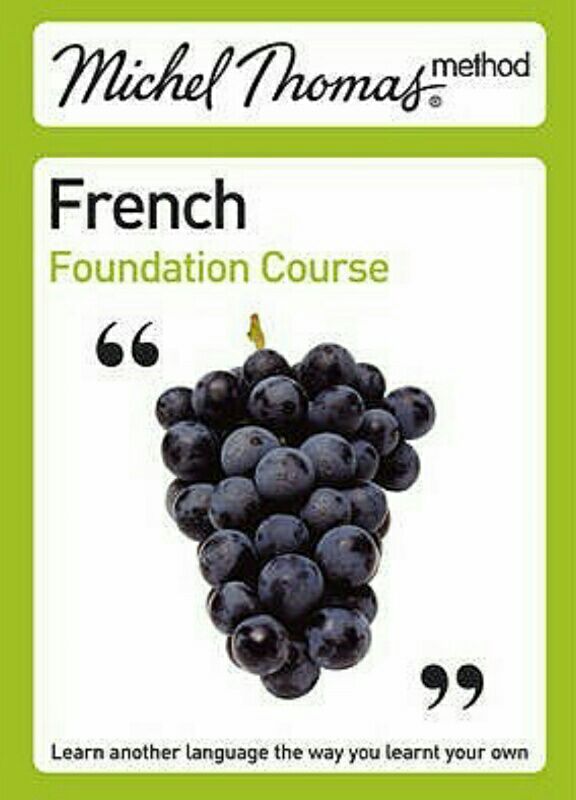 Michel Thomas® method
French
Foundation Course
“
”
Learn another language the way you learnt your own